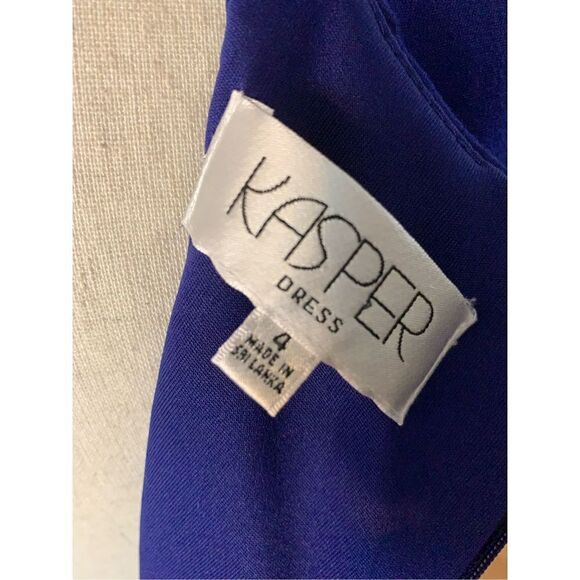 KASPER
DRESS
4
MADE IN
SRI LANKA